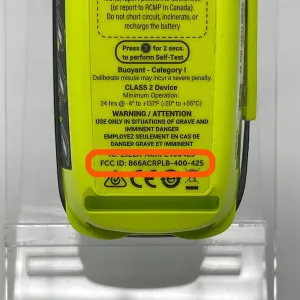 (or report to RCMP in Canada).
Do not short circuit, incinerate, or
recharge the battery.
Press ? for 2 secs.
to perform Self-Test
Buoyant - Category I
Deliberate misuse may incur a severe penalty.
CLASS 2 Device
Minimum Operation:
24 hrs @ -4° to +131°F (-20° to +55°C)
WARNING / ATTENTION
USE ONLY IN SITUATIONS OF GRAVE AND
IMMINENT DANGER
EMPLOYEZ SEULEMENT EN CAS DE
DANGER GRAVE ET IMMINENT
FCC ID: B66ACRPLB-400-425
CE